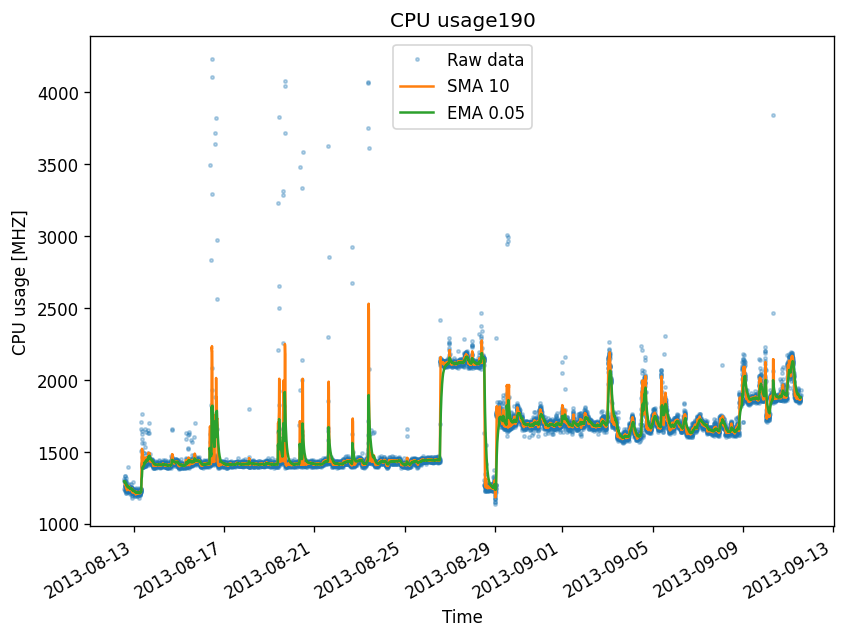 CPU usage190
Raw data
SMA 10
EMA 0.05
CPU usage [MHZ]
4000
3500
3000
2500
2000
1500
1000
2013-08-13
2013-08-17
2013-08-21
2013-08-25
2013-08-29
2013-09-01
2013-09-05
2013-09-09
2013-09-13
Time